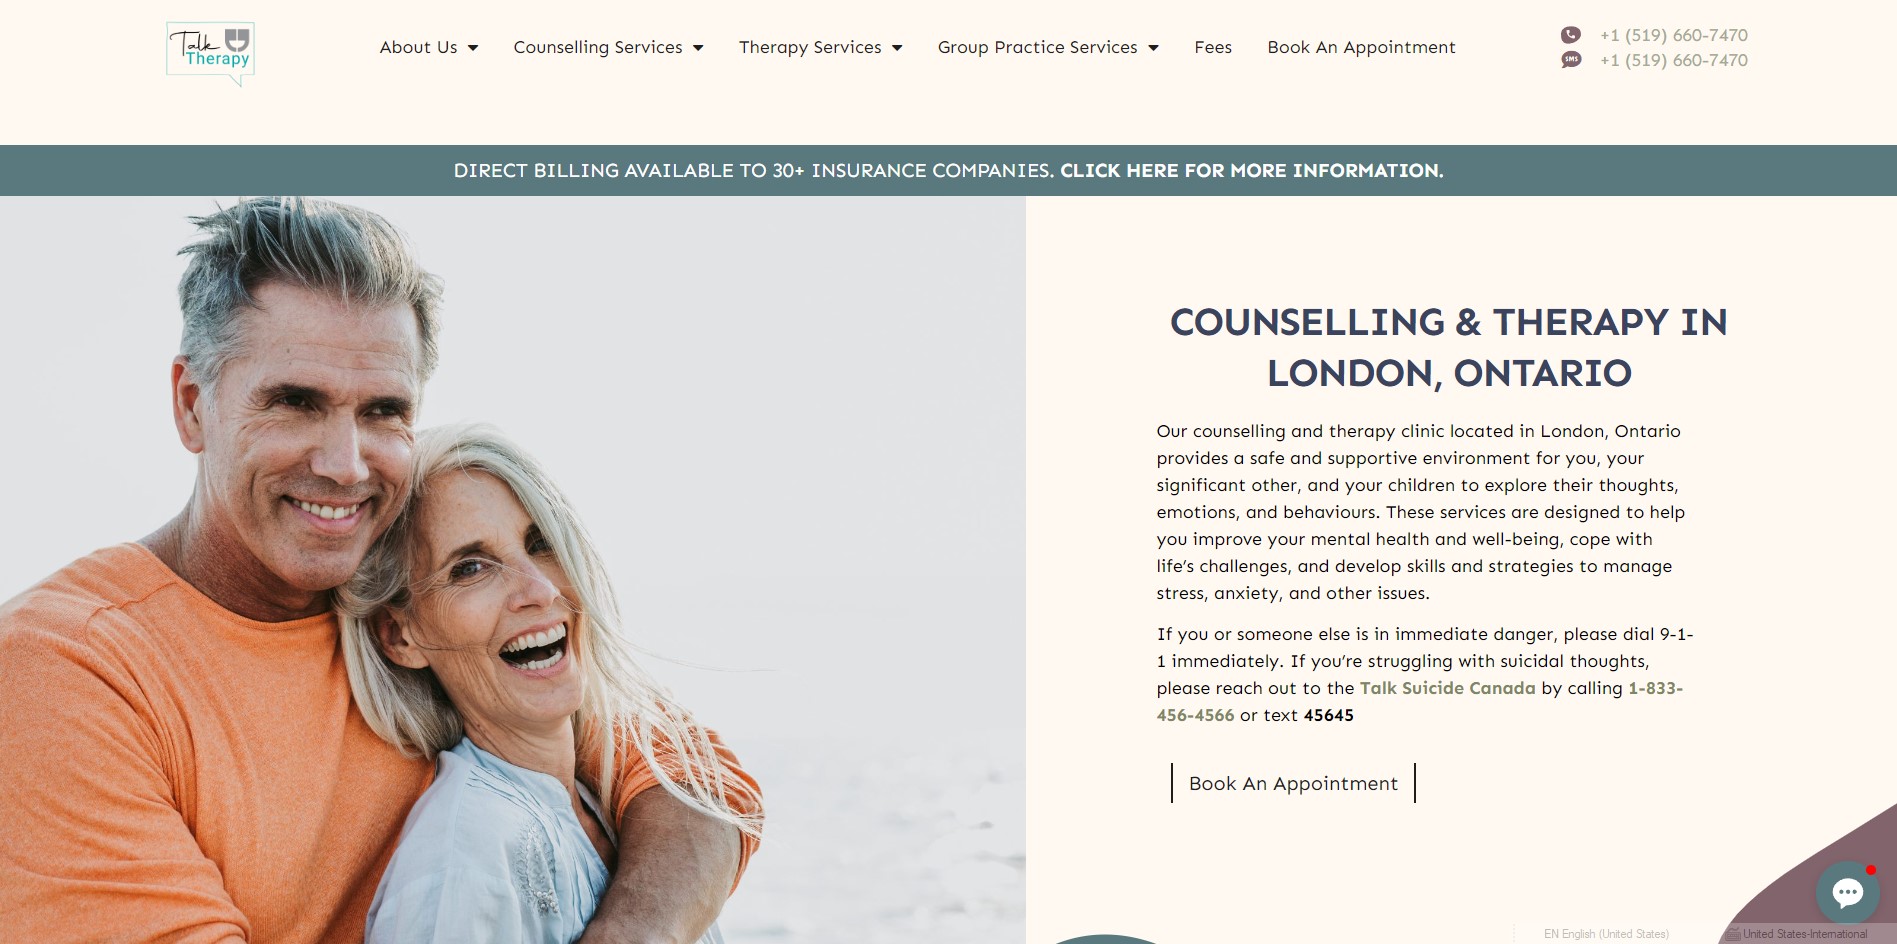 Talk
Therapy
About Us
Counselling Services
Therapy Services
Group Practice Services
Fees
Book An Appointment
+1 (519) 660-7470
SMS
+1 (519) 660-7470
DIRECT BILLING AVAILABLE TO 30+ INSURANCE COMPANIES. CLICK HERE FOR MORE INFORMATION.
COUNSELLING & THERAPY IN
LONDON, ONTARIO
Our counselling and therapy clinic located in London, Ontario
provides a safe and supportive environment for you, your
significant other, and your children to explore their thoughts,
emotions, and behaviours. These services are designed to help
you improve your mental health and well-being, cope with
life’s challenges, and develop skills and strategies to manage
stress, anxiety, and other issues.
If you or someone else is in immediate danger, please dial 9-1-
1 immediately. If you’re struggling with suicidal thoughts,
please reach out to the Talk Suicide Canada by calling 1-833-
456-4566 or text 45645
Book An Appointment
EN English (United States)
United States-International